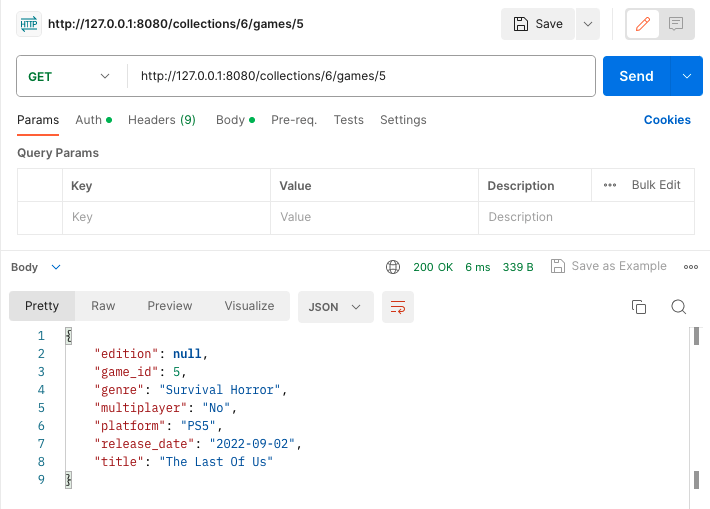 HTTP http://127.0.0.1:8080/collections/6/games/5 Save
GET http://127.0.0.1:8080/collections/6/games/5 Send
Params Auth Headers (9) Body Pre-req. Tests Settings Cookies
Query Params
Key Value Description Bulk Edit
Key Value Description
Body 200 OK 6 ms 339 B Save as Example
Pretty Raw Preview Visualize JSON
1 {
2 "edition": null,
3 "game_id": 5,
4 "genre": "Survival Horror",
5 "multiplayer": "No",
6 "platform": "PS5",
7 "release_date": "2022-09-02",
8 "title": "The Last Of Us"
9 }